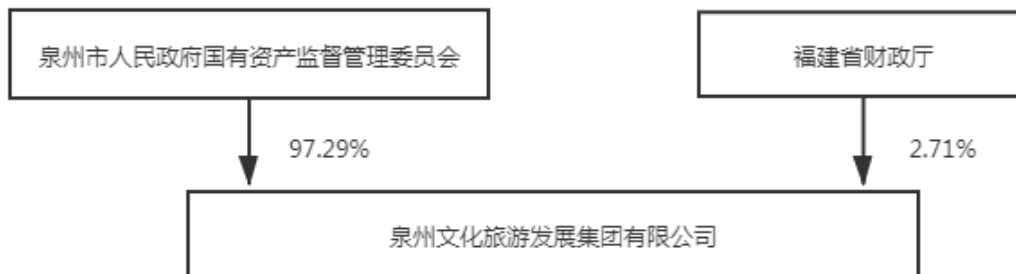 泉州市人民政府国有资产监督管理委员会
福建省财政厅
97.29%
2.71%
泉州文化旅游发展集团有限公司